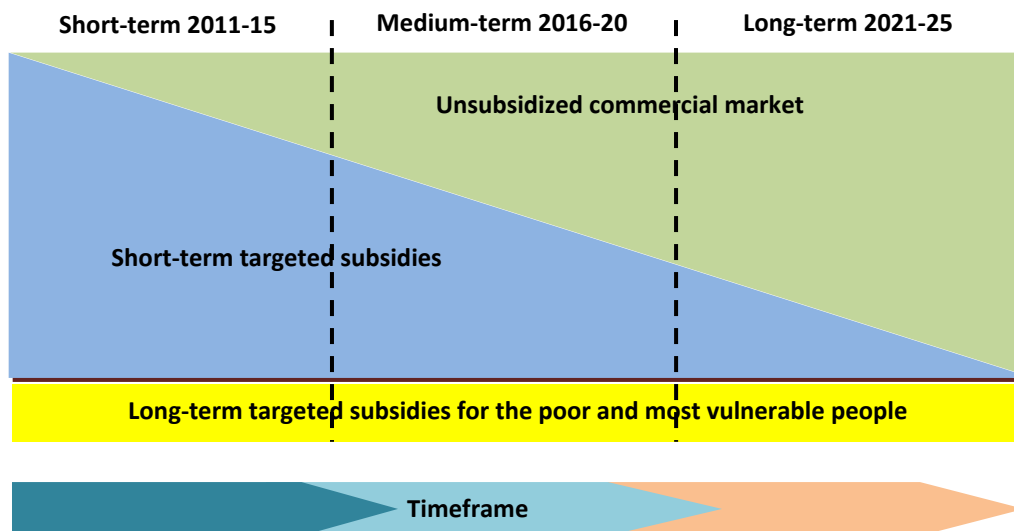 Short-term 2011-15 Medium-term 2016-20 Long-term 2021-25
Unsubsidized commercial market
Short-term targeted subsidies
Long-term targeted subsidies for the poor and most vulnerable people
Timeframe